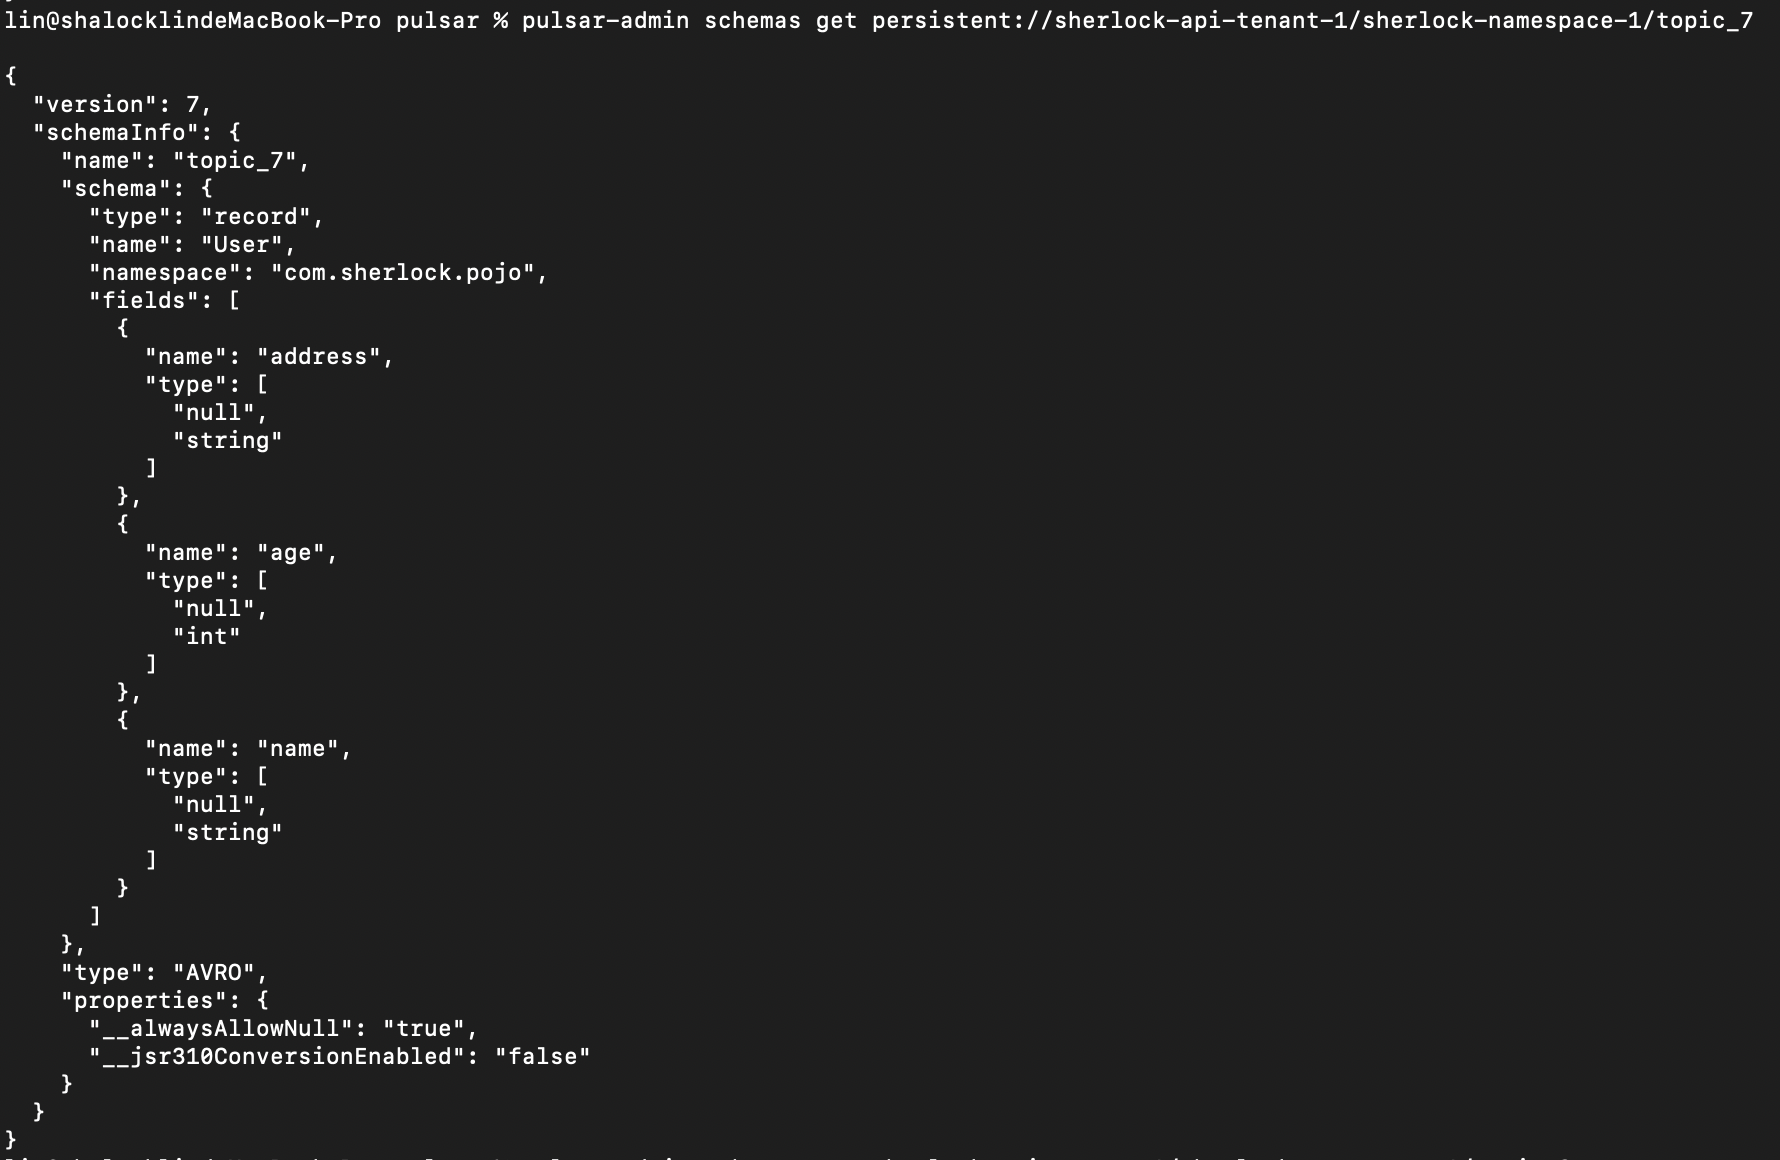 lin@shalocklindeMacBook-Pro pulsar % pulsar-admin schemas get persistent://sherlock-api-tenant-1/sherlock-namespace-1/topic_7
{
  "version": 7,
  "schemaInfo": {
    "name": "topic_7",
    "schema": {
      "type": "record",
      "name": "User",
      "namespace": "com.sherlock.pojo",
      "fields": [
        {
          "name": "address",
          "type": [
            "null",
            "string"
          ]
        },
        {
          "name": "age",
          "type": [
            "null",
            "int"
          ]
        },
        {
          "name": "name",
          "type": [
            "null",
            "string"
          ]
        }
      ]
    },
    "type": "AVRO",
    "properties": {
      "__alwaysAllowNull": "true",
      "__jsr310ConversionEnabled": "false"
    }
  }
}